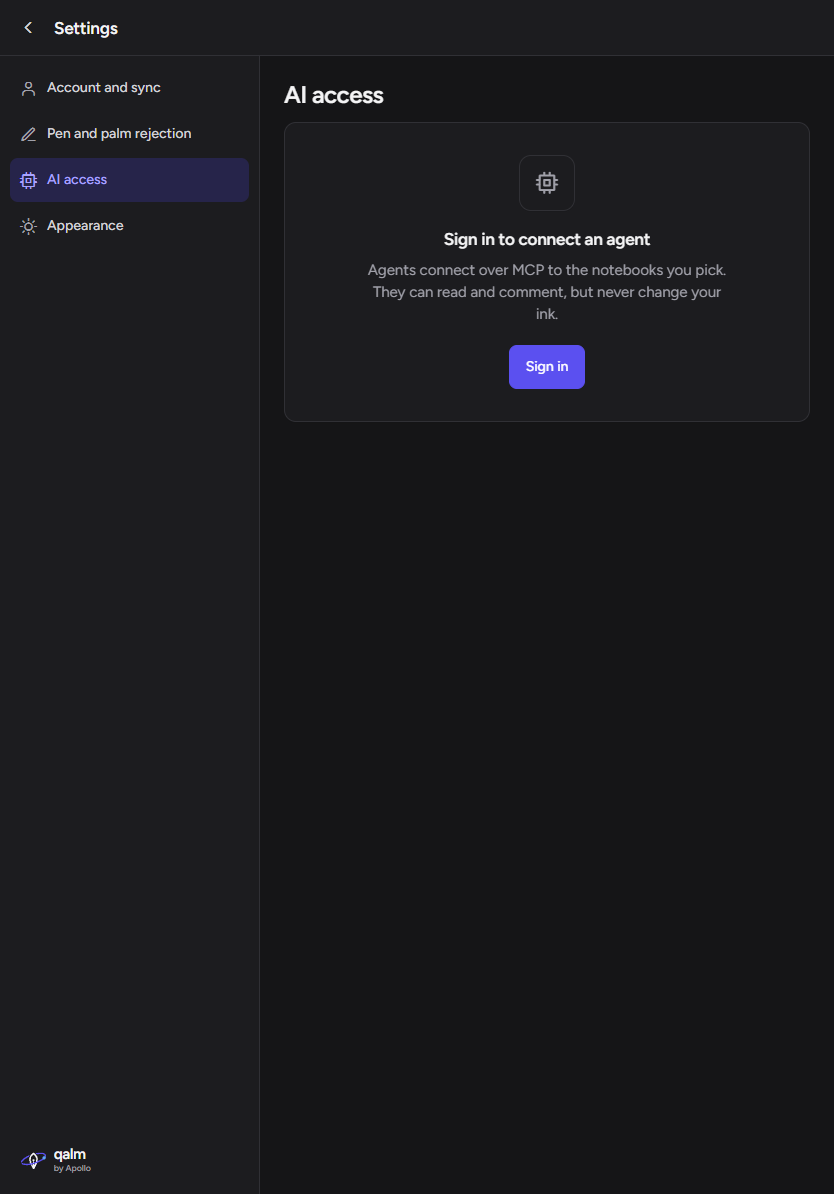 Settings
Account and sync
Pen and palm rejection
AI access
Appearance
AI access
Sign in to connect an agent
Agents connect over MCP to the notebooks you pick.
They can read and comment, but never change your
ink.
Sign in
qalm
by Apollo